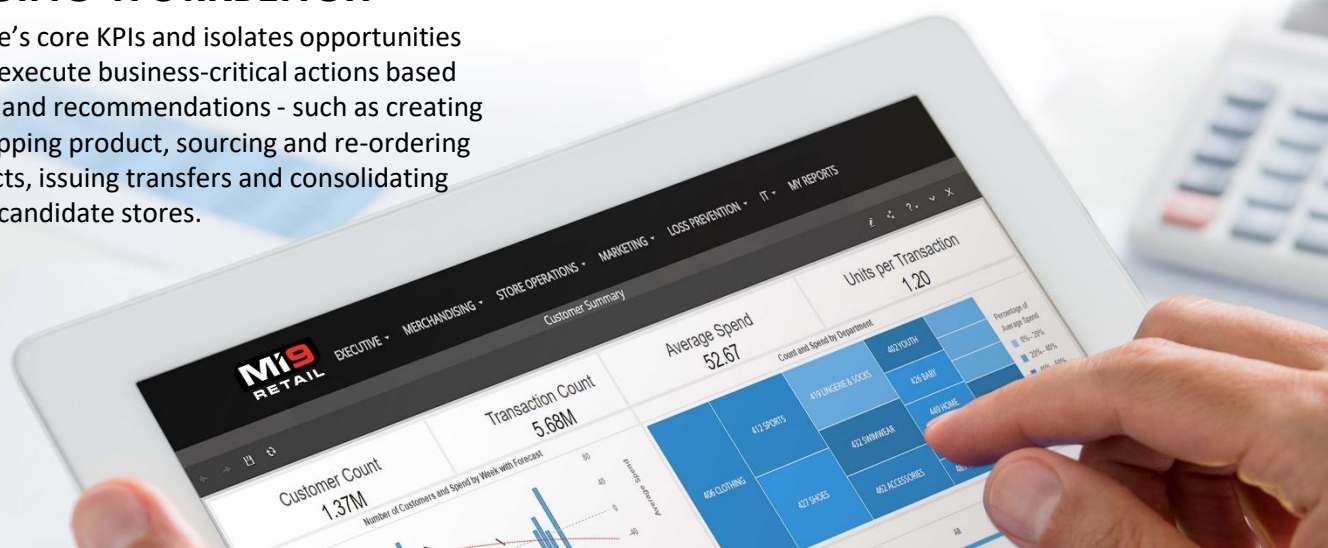 e's core KPIs and isolates opportunities
execute business-critical actions based
and recommendations - such as creating
pping product, sourcing and re-ordering
cts, issuing transfers and consolidating
candidate stores.
Mi9
RETAIL
EXECUTIVE
MERCHANDISING
STORE OPERATIONS
MARKETING
LOSS PREVENTION
IT
MY REPORTS
Customer Summary
Customer Count
1.37M
Transaction Count
5.68M
Average Spend
52.67
Units per Transaction
1.20
Number of Customers and Spend by Week with Forecast
80
40
0
-40
Average Spend
Count and Spend by Department
406 CLOTHING
412 SPORTS
427 SHOES
419 LINGERIE & SOCKS
432 SWIMWEAR
462 ACCESSORIES
402 YOUTH
426 BABY
449 HOME
Percentage of
Average Spend
0% - 20%
20% - 40%
All